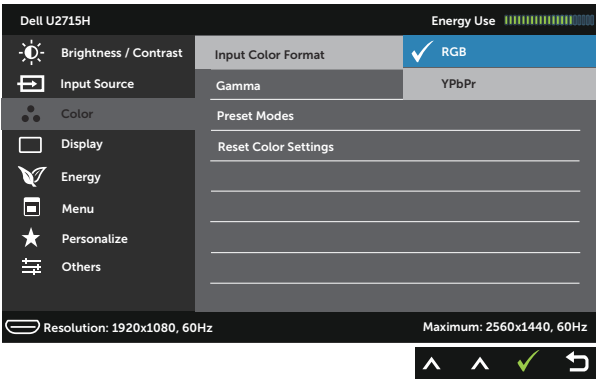 Dell U2715H
Energy Use
Brightness / Contrast
Input Color Format
RGB
Input Source
Gamma
YPbPr
Color
Preset Modes
Display
Reset Color Settings
Energy
Menu
Personalize
Others
Resolution: 1920x1080, 60Hz
Maximum: 2560x1440, 60Hz